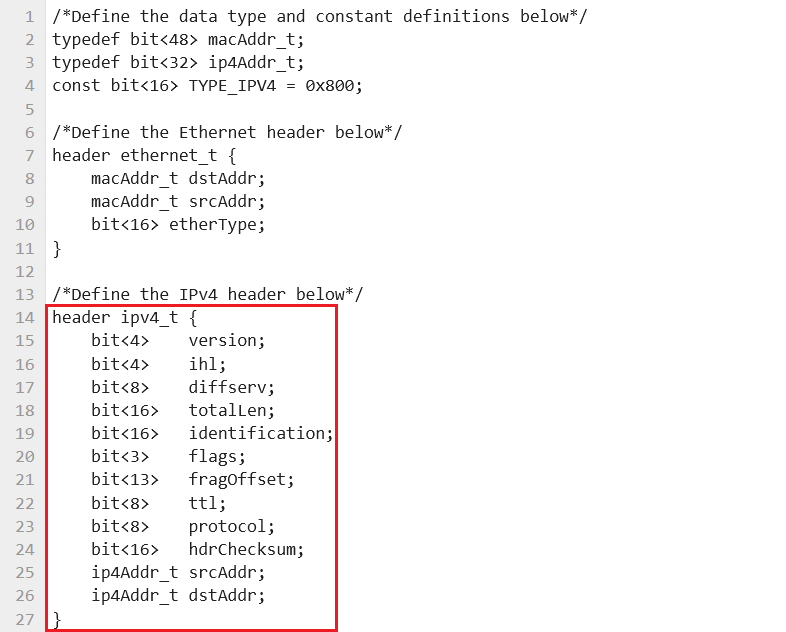 1 /*Define the data type and constant definitions below*/
2 typedef bit<48> macAddr_t;
3 typedef bit<32> ip4Addr_t;
4 const bit<16> TYPE_IPV4 = 0x800;
5
6 /*Define the Ethernet header below*/
7 header ethernet_t {
8     macAddr_t dstAddr;
9     macAddr_t srcAddr;
10     bit<16> etherType;
11 }
12
13 /*Define the IPv4 header below*/
14 header ipv4_t {
15     bit<4>    version;
16     bit<4>    ihl;
17     bit<8>    diffserv;
18     bit<16>   totalLen;
19     bit<16>   identification;
20     bit<3>    flags;
21     bit<13>   fragOffset;
22     bit<8>    ttl;
23     bit<8>    protocol;
24     bit<16>   hdrChecksum;
25     ip4Addr_t srcAddr;
26     ip4Addr_t dstAddr;
27 }